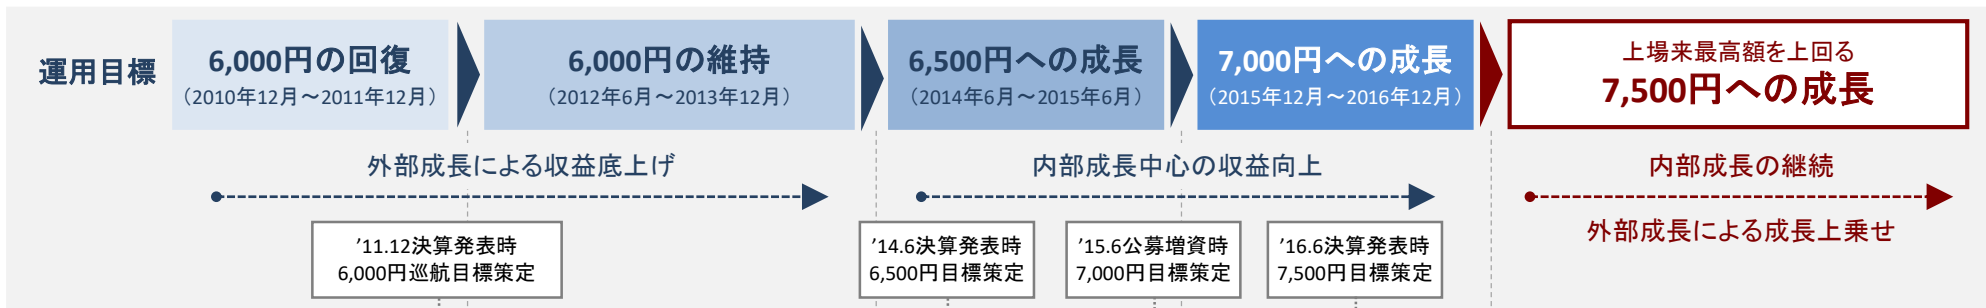 運用目標
6,000円の回復
（2010年12月～2011年12月）
6,000円の維持
（2012年6月～2013年12月）
6,500円への成長
（2014年6月～2015年6月）
7,000円への成長
（2015年12月～2016年12月）
上場来最高額を上回る
7,500円への成長
外部成長による収益底上げ
内部成長中心の収益向上
内部成長の継続
外部成長による成長上乗せ
’11.12決算発表時
6,000円巡航目標策定
’14.6決算発表時
6,500円目標策定
’15.6公募増資時
7,000円目標策定
’16.6決算発表時
7,500円目標策定